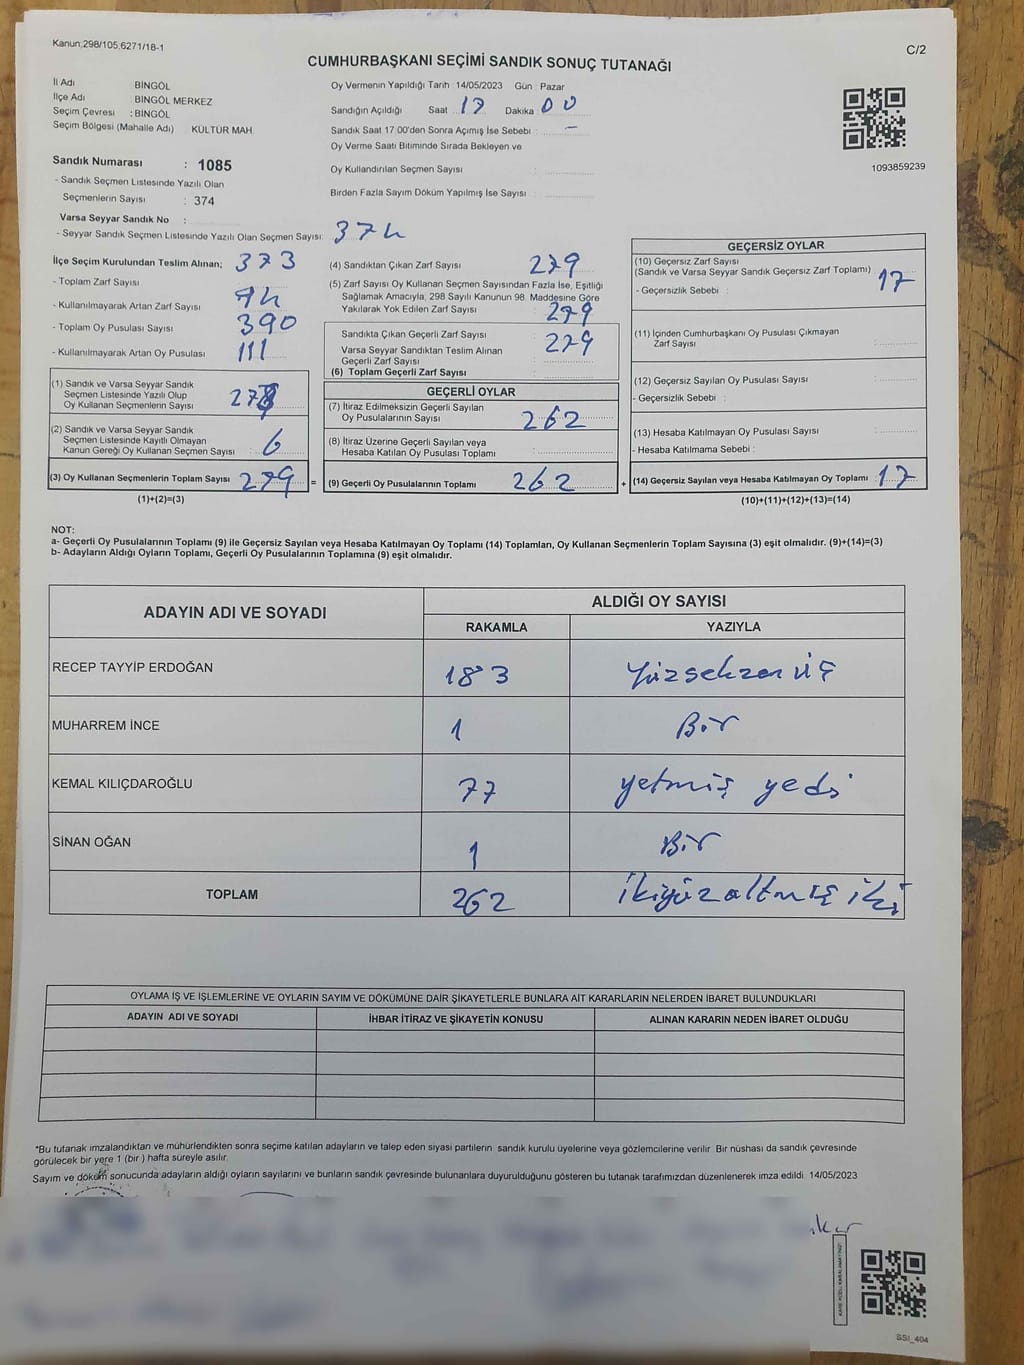 Kanun;298/105;6271/18-1
C/2
CUMHURBAŞKANI SEÇİMİ SANDIK SONUÇ TUTANAĞI
İl Adı : BİNGÖL
İlçe Adı : BİNGÖL MERKEZ
Seçim Çevresi : BİNGÖL
Seçim Bölgesi (Mahalle Adı) KÜLTÜR MAH.
Oy Vermenin Yapıldığı Tarih : 14/05/2023 Gün : Pazar
Sandığın Açıldığı Saat 17 Dakika 00
Sandık Saat 17.00'den Sonra Açımış İse Sebebi : -
Oy Verme Saati Bitiminde Sırada Bekleyen ve
Oy Kullandırılan Seçmen Sayısı :
Birden Fazla Sayım Döküm Yapılmış İse Sayısı :
1093859239
Sandık Numarası : 1085
- Sandık Seçmen Listesinde Yazılı Olan
Seçmenlerin Sayısı : 374
Varsa Seyyar Sandık No :
- Seyyar Sandık Seçmen Listesinde Yazılı Olan Seçmen Sayısı: 374
İlçe Seçim Kurulundan Teslim Alınan; 373
- Toplam Zarf Sayısı
- Kullanılmayarak Artan Zarf Sayısı : 94
- Toplam Oy Pusulası Sayısı : 390
- Kullanılmayarak Artan Oy Pusulası : 111
(1) Sandık ve Varsa Seyyar Sandık
Seçmen Listesinde Yazılı Olup
Oy Kullanan Seçmenlerin Sayısı :
(2) Sandık ve Varsa Seyyar Sandık
Seçmen Listesinde Kayıtlı Olmayan
Kanun Gereği Oy Kullanan Seçmen Sayısı : 6
(3) Oy Kullanan Seçmenlerin Toplam Sayısı : 279 =
(1)+(2)=(3)
(4) Sandıktan Çıkan Zarf Sayısı : 279
(5) Zarf Sayısı Oy Kullanan Seçmen Sayısından Fazla İse, Eşitliği
Sağlamak Amacıyla, 298 Sayılı Kanunun 98. Maddesine Göre
Yakılarak Yok Edilen Zarf Sayısı : 279
Sandıkta Çıkan Geçerli Zarf Sayısı : 279
Varsa Seyyar Sandıktan Teslim Alınan
Geçerli Zarf Sayısı :
(6) Toplam Geçerli Zarf Sayısı :
GEÇERLİ OYLAR
(7) İtiraz Edilmeksizin Geçerli Sayılan
Oy Pusulalarının Sayısı : 262
(8) İtiraz Üzerine Geçerli Sayılan veya
Hesaba Katılan Oy Pusulası Toplamı :
(9) Geçerli Oy Pusulalarının Toplamı : 262 +
GEÇERSİZ OYLAR
(10) Geçersiz Zarf Sayısı
(Sandık ve Varsa Seyyar Sandık Geçersiz Zarf Toplamı) : 17
- Geçersizlik Sebebi :
(11) İçinden Cumhurbaşkanı Oy Pusulası Çıkmayan
Zarf Sayısı :
(12) Geçersiz Sayılan Oy Pusulası Sayısı :
- Geçersizlik Sebebi :
(13) Hesaba Katılmayan Oy Pusulası Sayısı :
- Hesaba Katılmama Sebebi :
(14) Geçersiz Sayılan veya Hesaba Katılmayan Oy Toplamı : 17
(10)+(11)+(12)+(13)=(14)
NOT:
a- Geçerli Oy Pusulalarının Toplamı (9) ile Geçersiz Sayılan veya Hesaba Katılmayan Oy Toplamı (14) Toplamları, Oy Kullanan Seçmenlerin Toplam Sayısına (3) eşit olmalıdır. (9)+(14)=(3)
b- Adayların Aldığı Oyların Toplamı, Geçerli Oy Pusulalarının Toplamına (9) eşit olmalıdır.
ADAYIN ADI VE SOYADI ALDIĞI OY SAYISI
RAKAMLA YAZIYLA
RECEP TAYYİP ERDOĞAN 183 Yüzseksen üç
MUHARREM İNCE 1 Bir
KEMAL KILIÇDAROĞLU 77 yetmiş yedi
SİNAN OĞAN 1 Bir
TOPLAM 262 ikiyüzaltmış iki
OYLAMA İŞ VE İŞLEMLERİNE VE OYLARIN SAYIM VE DÖKÜMÜNE DAİR ŞİKAYETLERLE BUNLARA AİT KARARLARIN NELERDEN İBARET BULUNDUKLARI
ADAYIN ADI VE SOYADI İHBAR İTİRAZ VE ŞİKAYETİN KONUSU ALINAN KARARIN NEDEN İBARET OLDUĞU
*Bu tutanak imzalandıktan ve mühürlendikten sonra seçime katılan adayların ve talep eden siyasi partilerin sandık kurulu üyelerine veya gözlemcilerine verilir. Bir nüshası da sandık çevresinde
görülecek bir yere 1 (bir ) hafta süreyle asılır.
Sayım ve döküm sonucunda adayların aldığı oyların sayılarını ve bunların sandık çevresinde bulunanlara duyurulduğunu gösteren bu tutanak tarafımızdan düzenlenerek imza edildi. 14/05/2023
SSI_404